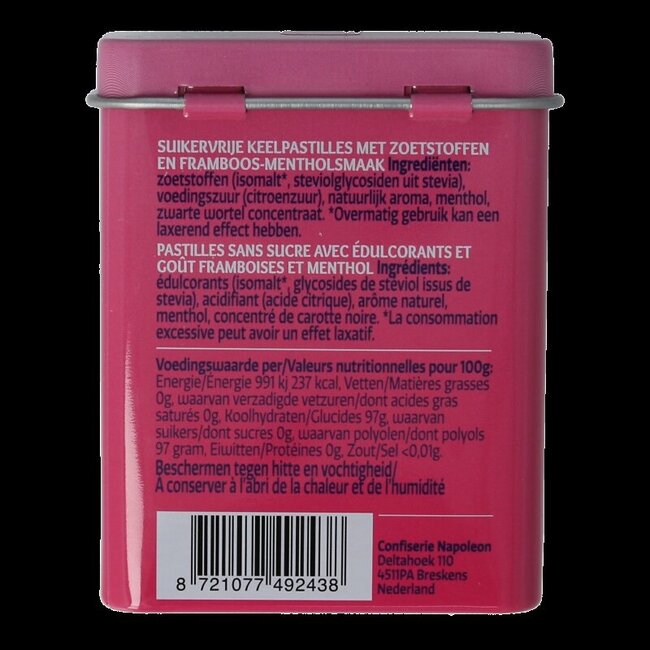 SUIKERVRIJE KEELPASTILLES MET ZOETSTOFFEN
EN FRAMBOOS-MENTHOLSMAAK Ingrediënten:
zoetstoffen (isomalt*, steviolglycosiden uit stevia),
voedingszuur (citroenzuur), natuurlijk aroma, menthol,
zwarte wortel concentraat. *Overmatig gebruik kan een
laxerend effect hebben.
PASTILLES SANS SUCRE AVEC ÉDULCORANTS ET
GOÛT FRAMBOISES ET MENTHOL Ingrédients:
édulcorants (isomalt*, glycosides de stéviol issus de
stevia), acidifiant (acide citrique), arôme naturel,
menthol, concentré de carotte noire. *La consommation
excessive peut avoir un effet laxatif.
Voedingswaarde per/Valeurs nutritionnelles pour 100g:
Energie/Énergie 991 kj 237 kcal, Vetten/Matières grasses
0g, waarvan verzadigde vetzuren/dont acides gras
saturés 0g, Koolhydraten/Glucides 97g, waarvan
suikers/dont sucres 0g, waarvan polyolen/dont polyols
97 gram, Eiwitten/Protéines 0g, Zout/Sel <0,01g.
Beschermen tegen hitte en vochtigheid/
A conserver à l'abri de la chaleur et de l'humidité
8 721077 492438
Confiserie Napoleon
Deltahoek 110
4511PA Breskens
Nederland